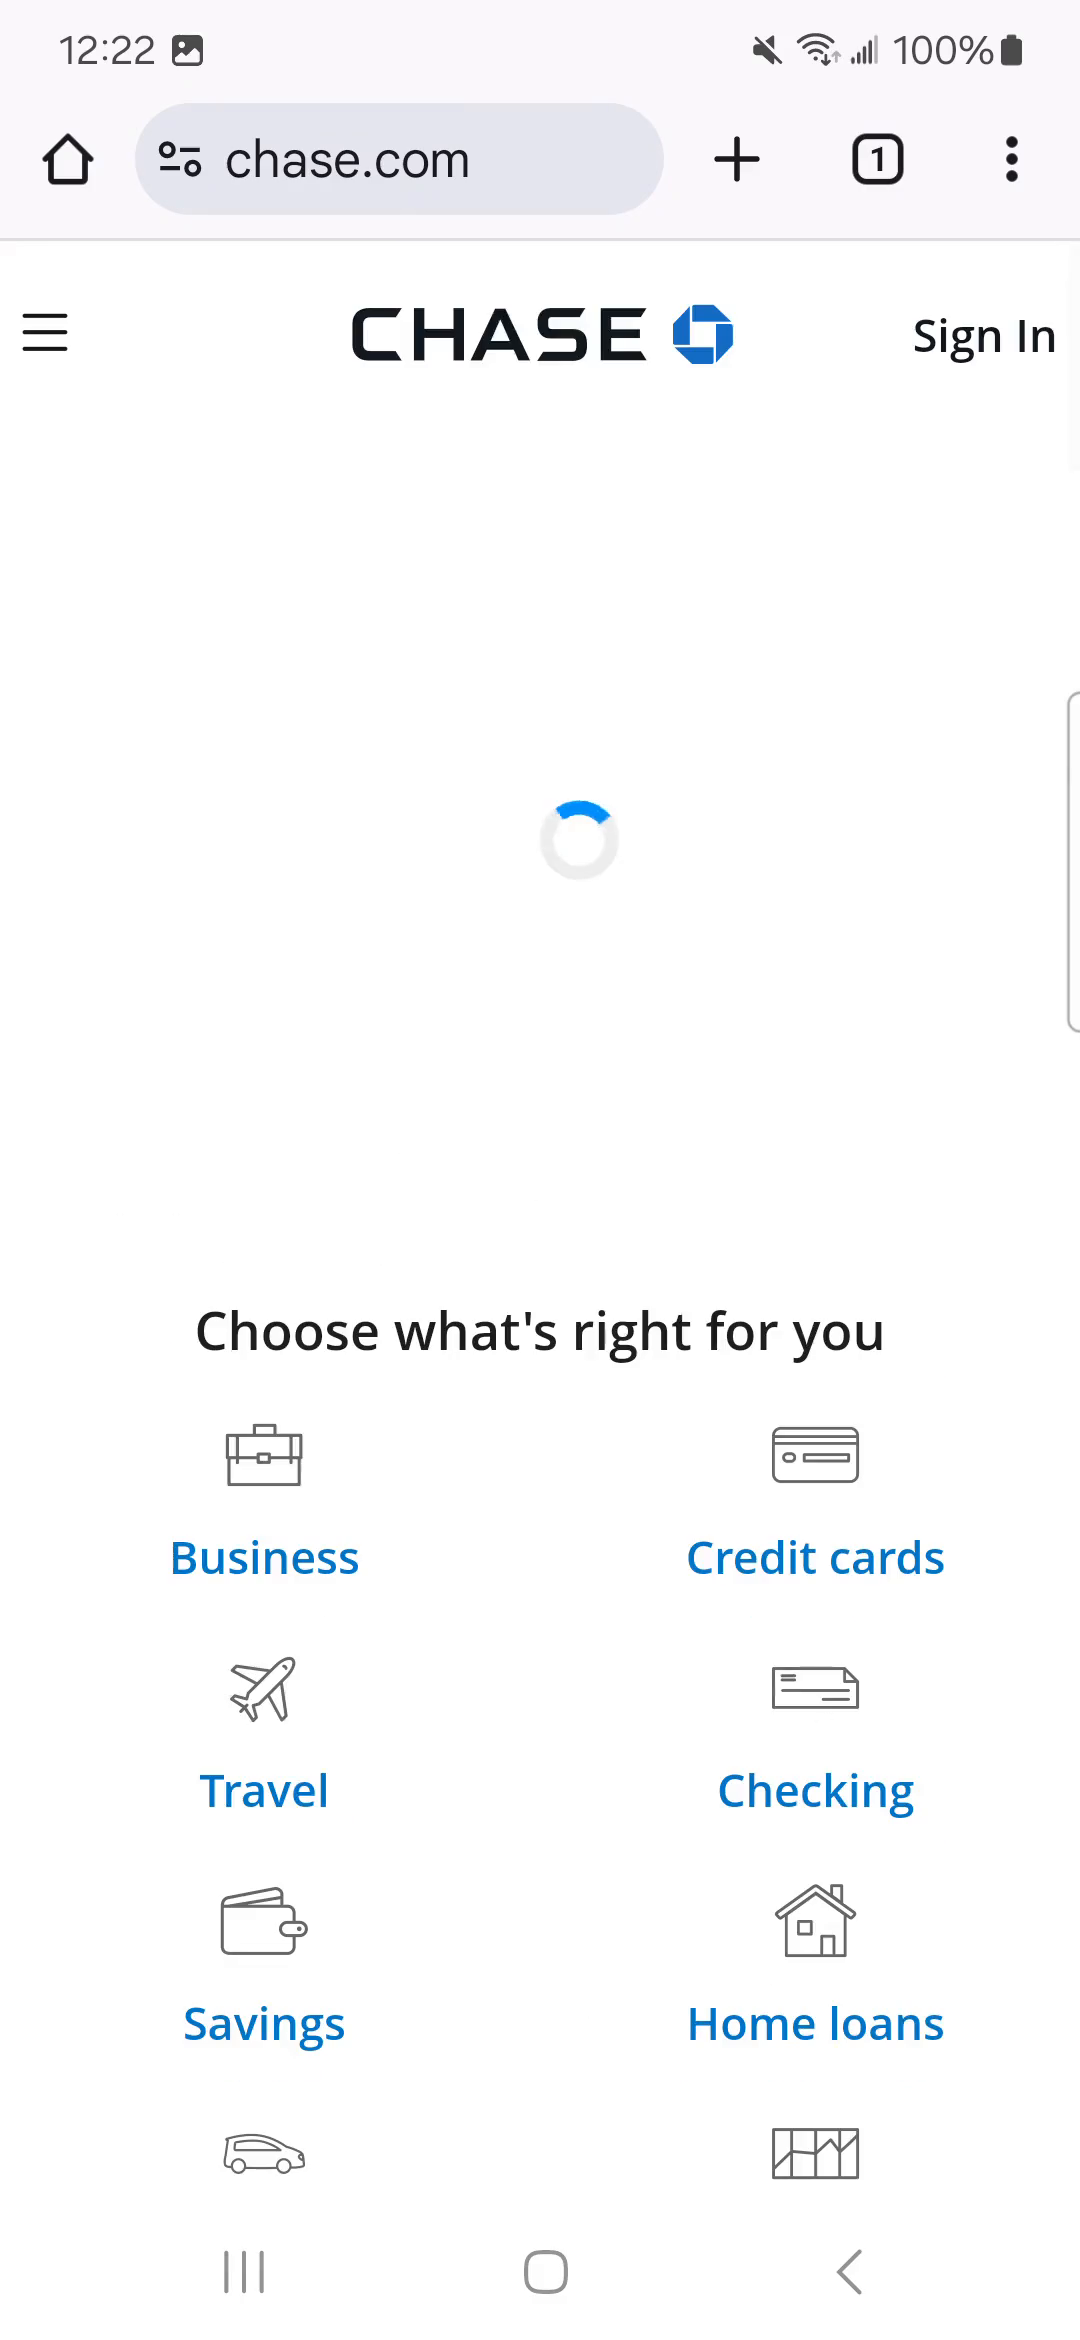 12:22
100%
chase.com
1
CHASE
Sign In
Choose what's right for you
Business
Credit cards
Travel
Checking
Savings
Home loans